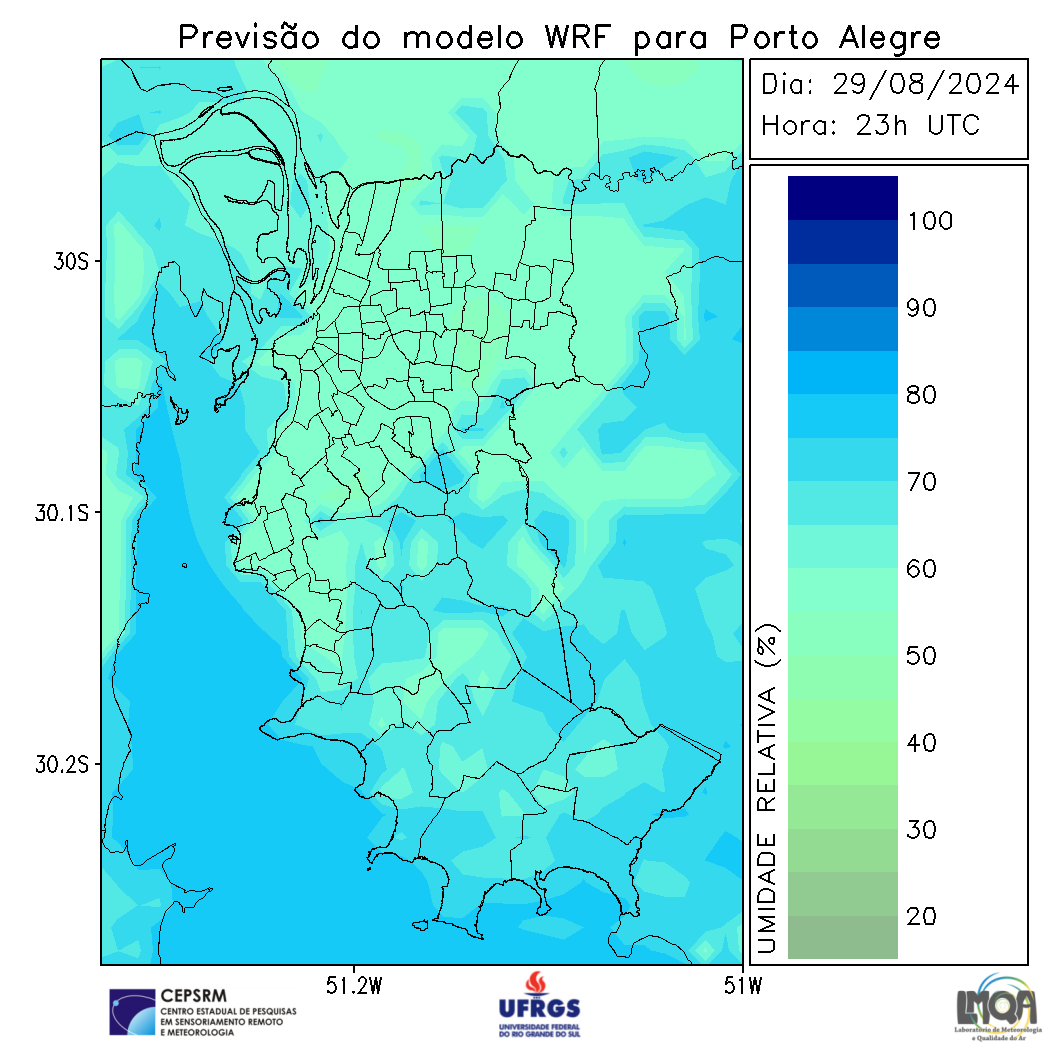 Previsão do modelo WRF para Porto Alegre
Dia: 29/08/2024
Hora: 23h UTC
30S
30.1S
30.2S
51.2W
51W
100
90
80
70
60
50
40
30
20
UMIDADE RELATIVA (%)
CEPSRM
CENTRO ESTADUAL DE PESQUISAS
EM SENSORIAMENTO REMOTO
E METEOROLOGIA
UFRGS
UNIVERSIDADE FEDERAL
DO RIO GRANDE DO SUL
LMQA
Laboratório de Meteorologia
e Qualidade do Ar